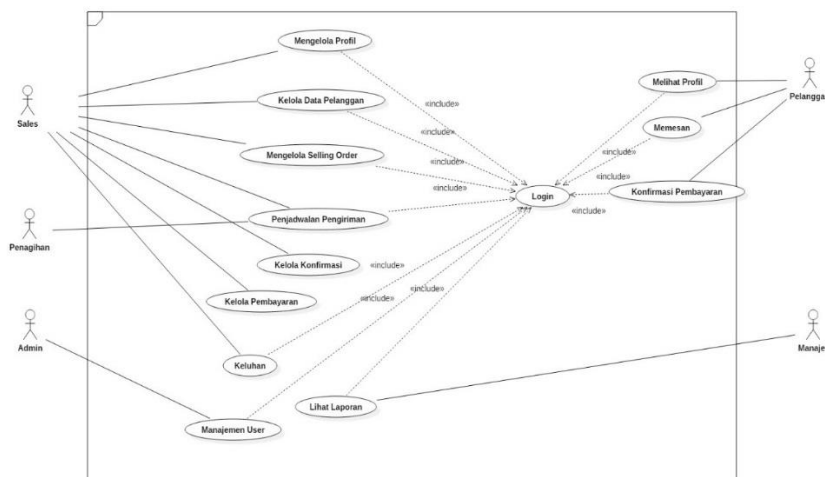 Mengelola Profil
Melihat Profil
Sales
Kelola Data Pelanggan
«include»
«include»
Pelangga
Memesan
Mengelola Selling Order
«include»
«include»
«include»
«include»
Konfirmasi Pembayaran
Login
Penjadwalan Pengiriman
«include»
Penagihan
Kelola Konfirmasi
«include»
«include»
Kelola Pembayaran
«include»
Admin
Manaje
Keluhan
Lihat Laporan
Manajemen User